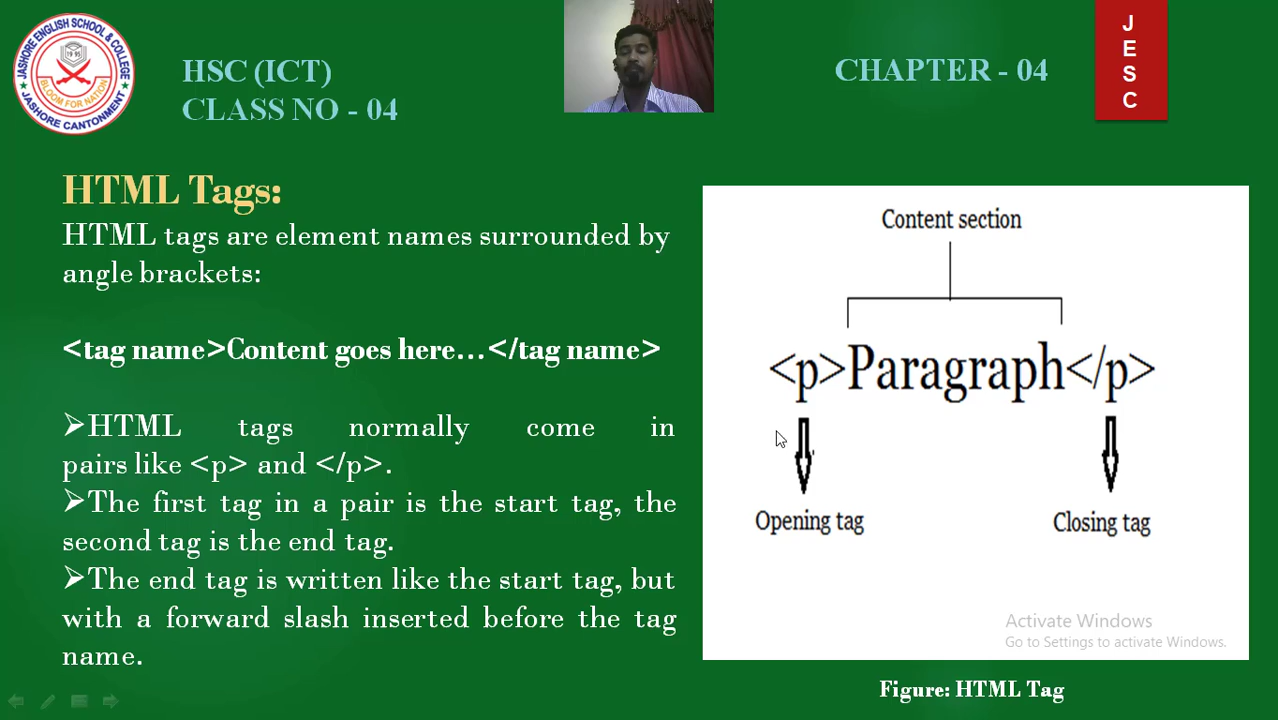 JASHORE ENGLISH SCHOOL & COLLEGE
1995
BLOOM FOR NATION
JASHORE CANTONMENT
HSC (ICT)
CLASS NO - 04
CHAPTER - 04
J
E
S
C
HTML Tags:
HTML tags are element names surrounded by
angle brackets:
<tag name>Content goes here...</tag name>
➢HTML tags normally come in
pairs like <p> and </p>.
➢The first tag in a pair is the start tag, the
second tag is the end tag.
➢The end tag is written like the start tag, but
with a forward slash inserted before the tag
name.
Content section
<p>Paragraph</p>
Opening tag
Closing tag
Activate Windows
Go to Settings to activate Windows.
Figure: HTML Tag